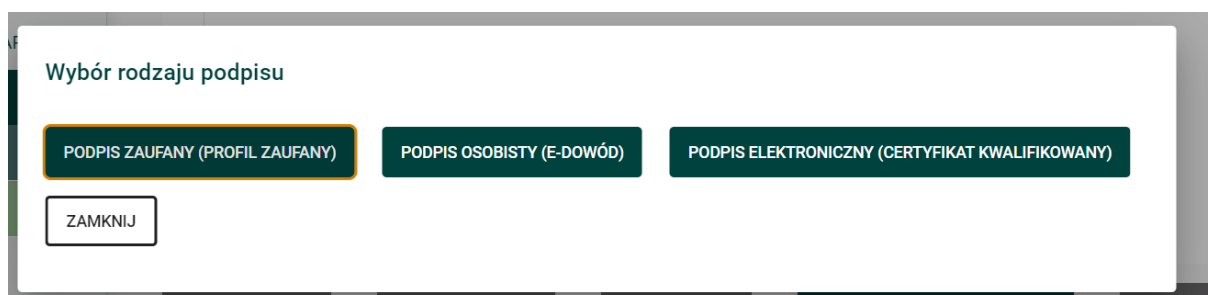 Wybór rodzaju podpisu
PODPIS ZAUFANY (PROFIL ZAUFANY) PODPIS OSOBISTY (E-DOWÓD) PODPIS ELEKTRONICZNY (CERTYFIKAT KWALIFIKOWANY)
ZAMKNIJ